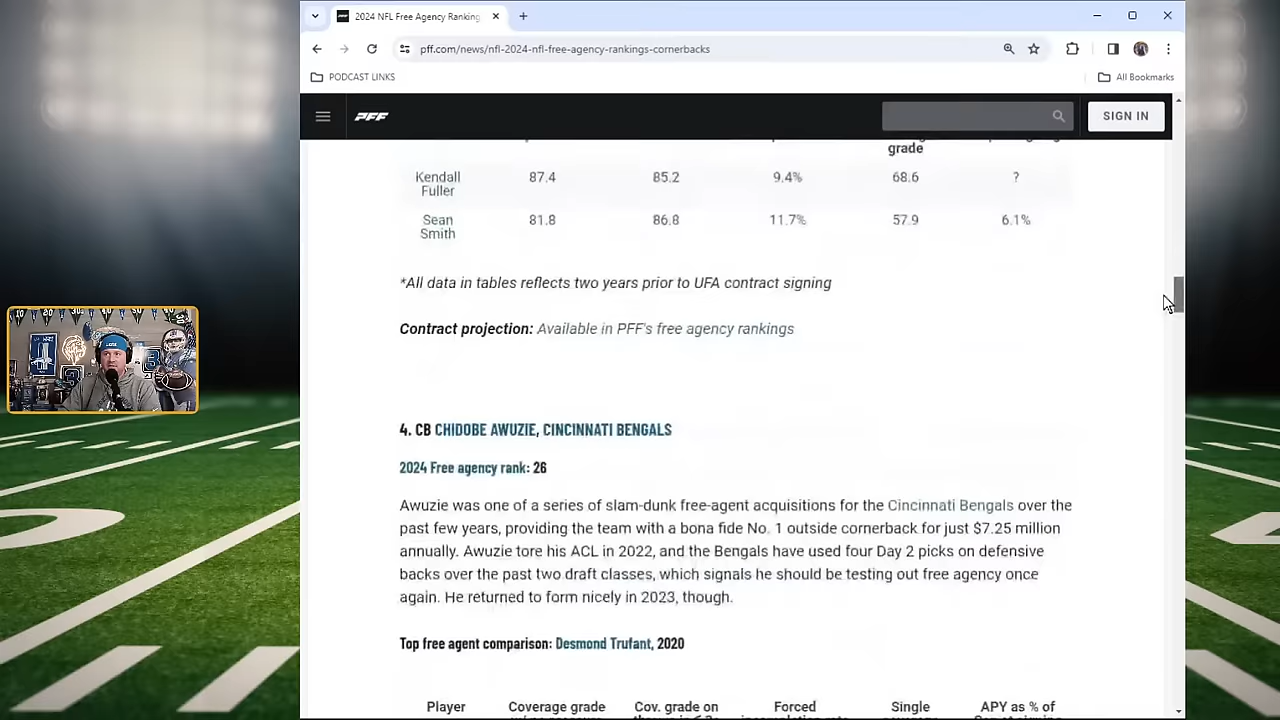 2024 NFL Free Agency Ranking
pff.com/news/nfl-2024-nfl-free-agency-rankings-cornerbacks
PODCAST LINKS
All Bookmarks
PFF
SIGN IN
grade
Kendall Fuller 87.4 85.2 9.4% 68.6 ?
Sean Smith 81.8 86.8 11.7% 57.9 6.1%
*All data in tables reflects two years prior to UFA contract signing
Contract projection: Available in PFF's free agency rankings
4. CB CHIDOBE AWUZIE, CINCINNATI BENGALS
2024 Free agency rank: 26
Awuzie was one of a series of slam-dunk free-agent acquisitions for the Cincinnati Bengals over the
past few years, providing the team with a bona fide No. 1 outside cornerback for just $7.25 million
annually. Awuzie tore his ACL in 2022, and the Bengals have used four Day 2 picks on defensive
backs over the past two draft classes, which signals he should be testing out free agency once
again. He returned to form nicely in 2023, though.
Top free agent comparison: Desmond Trufant, 2020
Player Coverage grade Cov. grade on Forced Single APY as % of